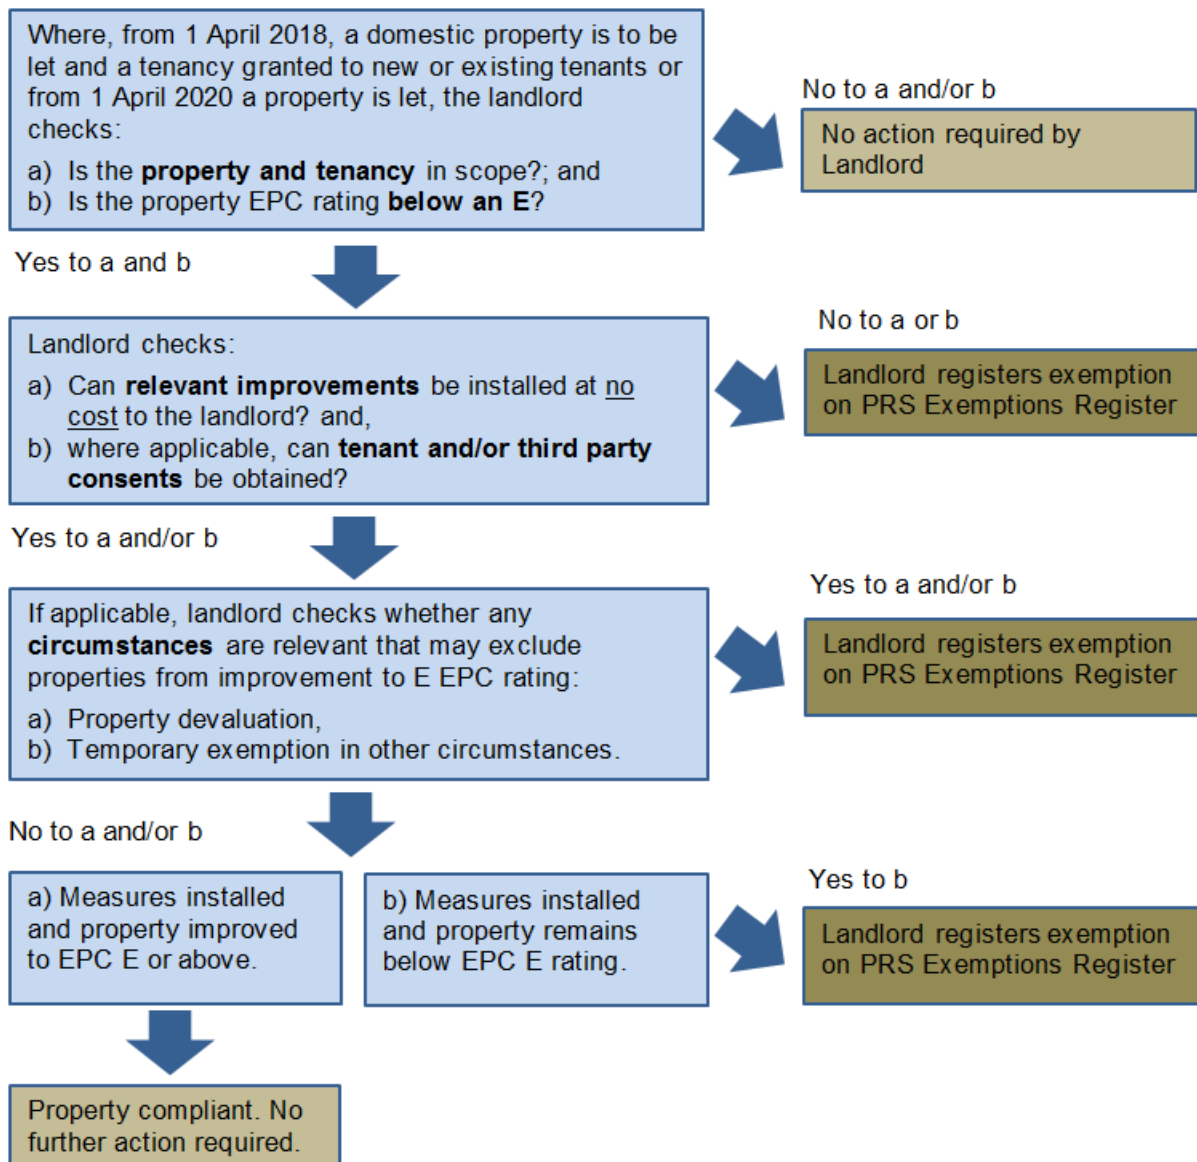 Where, from 1 April 2018, a domestic property is to be
let and a tenancy granted to new or existing tenants or
from 1 April 2020 a property is let, the landlord
checks:
a) Is the property and tenancy in scope?; and
b) Is the property EPC rating below an E?
No to a and/or b
No action required by
Landlord
Yes to a and b
Landlord checks:
a) Can relevant improvements be installed at no
cost to the landlord? and,
b) where applicable, can tenant and/or third party
consents be obtained?
No to a or b
Landlord registers exemption
on PRS Exemptions Register
Yes to a and/or b
If applicable, landlord checks whether any
circumstances are relevant that may exclude
properties from improvement to E EPC rating:
a) Property devaluation,
b) Temporary exemption in other circumstances.
Yes to a and/or b
Landlord registers exemption
on PRS Exemptions Register
No to a and/or b
a) Measures installed
and property improved
to EPC E or above.
b) Measures installed
and property remains
below EPC E rating.
Yes to b
Landlord registers exemption
on PRS Exemptions Register
Property compliant. No
further action required.